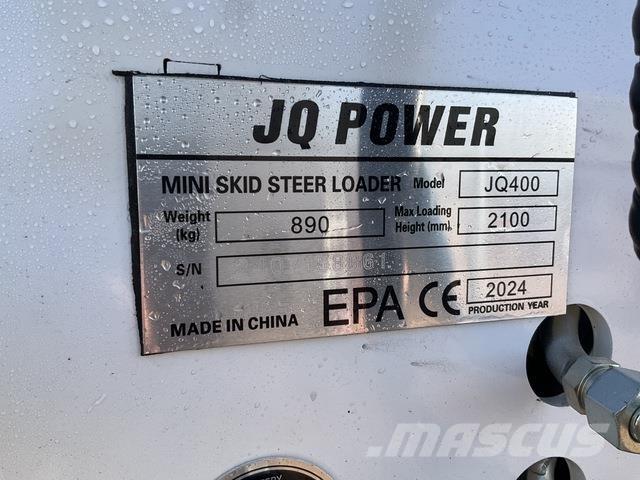 JQ POWER
MINI SKID STEER LOADER Model JQ400
Weight (kg) 890 Max Loading Height (mm) 2100
S/N
EPA CE 2024
PRODUCTION YEAR
MADE IN CHINA
MASCUS